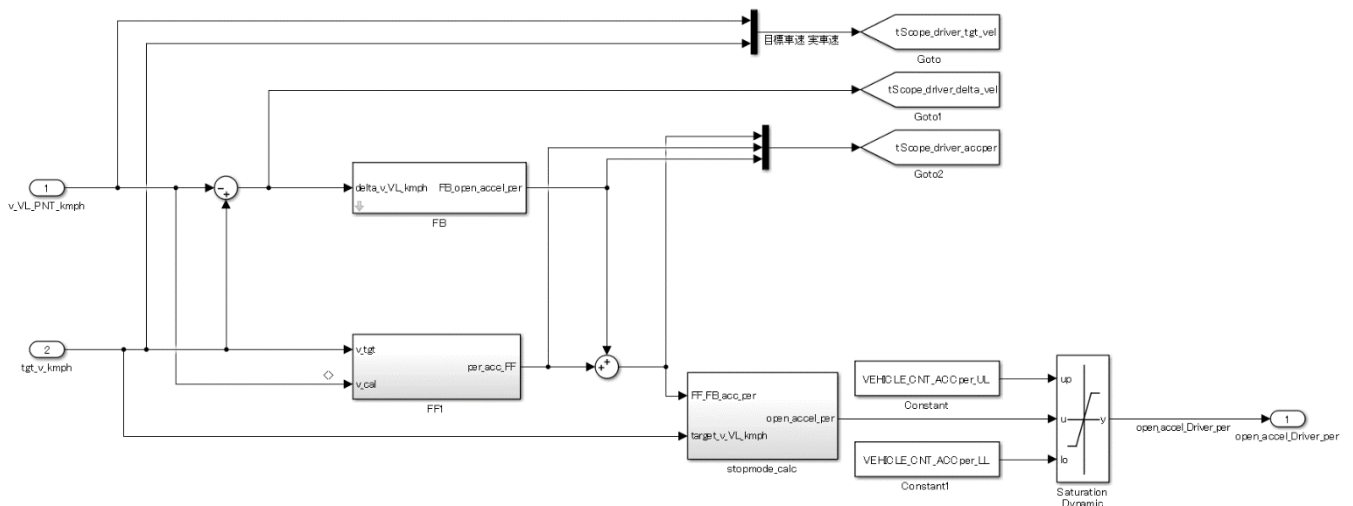 目標車速 実車速
tScope_driver_tgt_vel
Goto
tScope_driver_delta_vel
Goto1
tScope_driver_accper
Goto2
1
v_VL_PNT_kmph
delta_v_VL_kmph
FB_open_accel_per
FB
2
tgt_v_kmph
v_tgt
v_cal
per_acc_FF
FF1
FF_FB_acc_per
target_v_VL_kmph
open_accel_per
stopmode_calc
VEHICLE_CNT_ACCper_UL
Constant
VEHICLE_CNT_ACCper_LL
Constant1
up
u
lo
y
Saturation
Dynamic
open_accel_Driver_per
1
open_accel_Driver_per